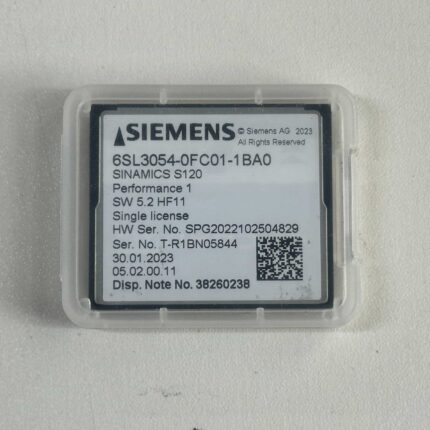 SIEMENS © Siemens AG 2023
All Rights Reserved
6SL3054-0FC01-1BA0
SINAMICS S120
Performance 1
SW 5.2 HF11
Single license
HW Ser. No. SPG2022102504829
Ser. No. T-R1BN05844
30.01.2023
05.02.00.11
Disp. Note No. 38260238